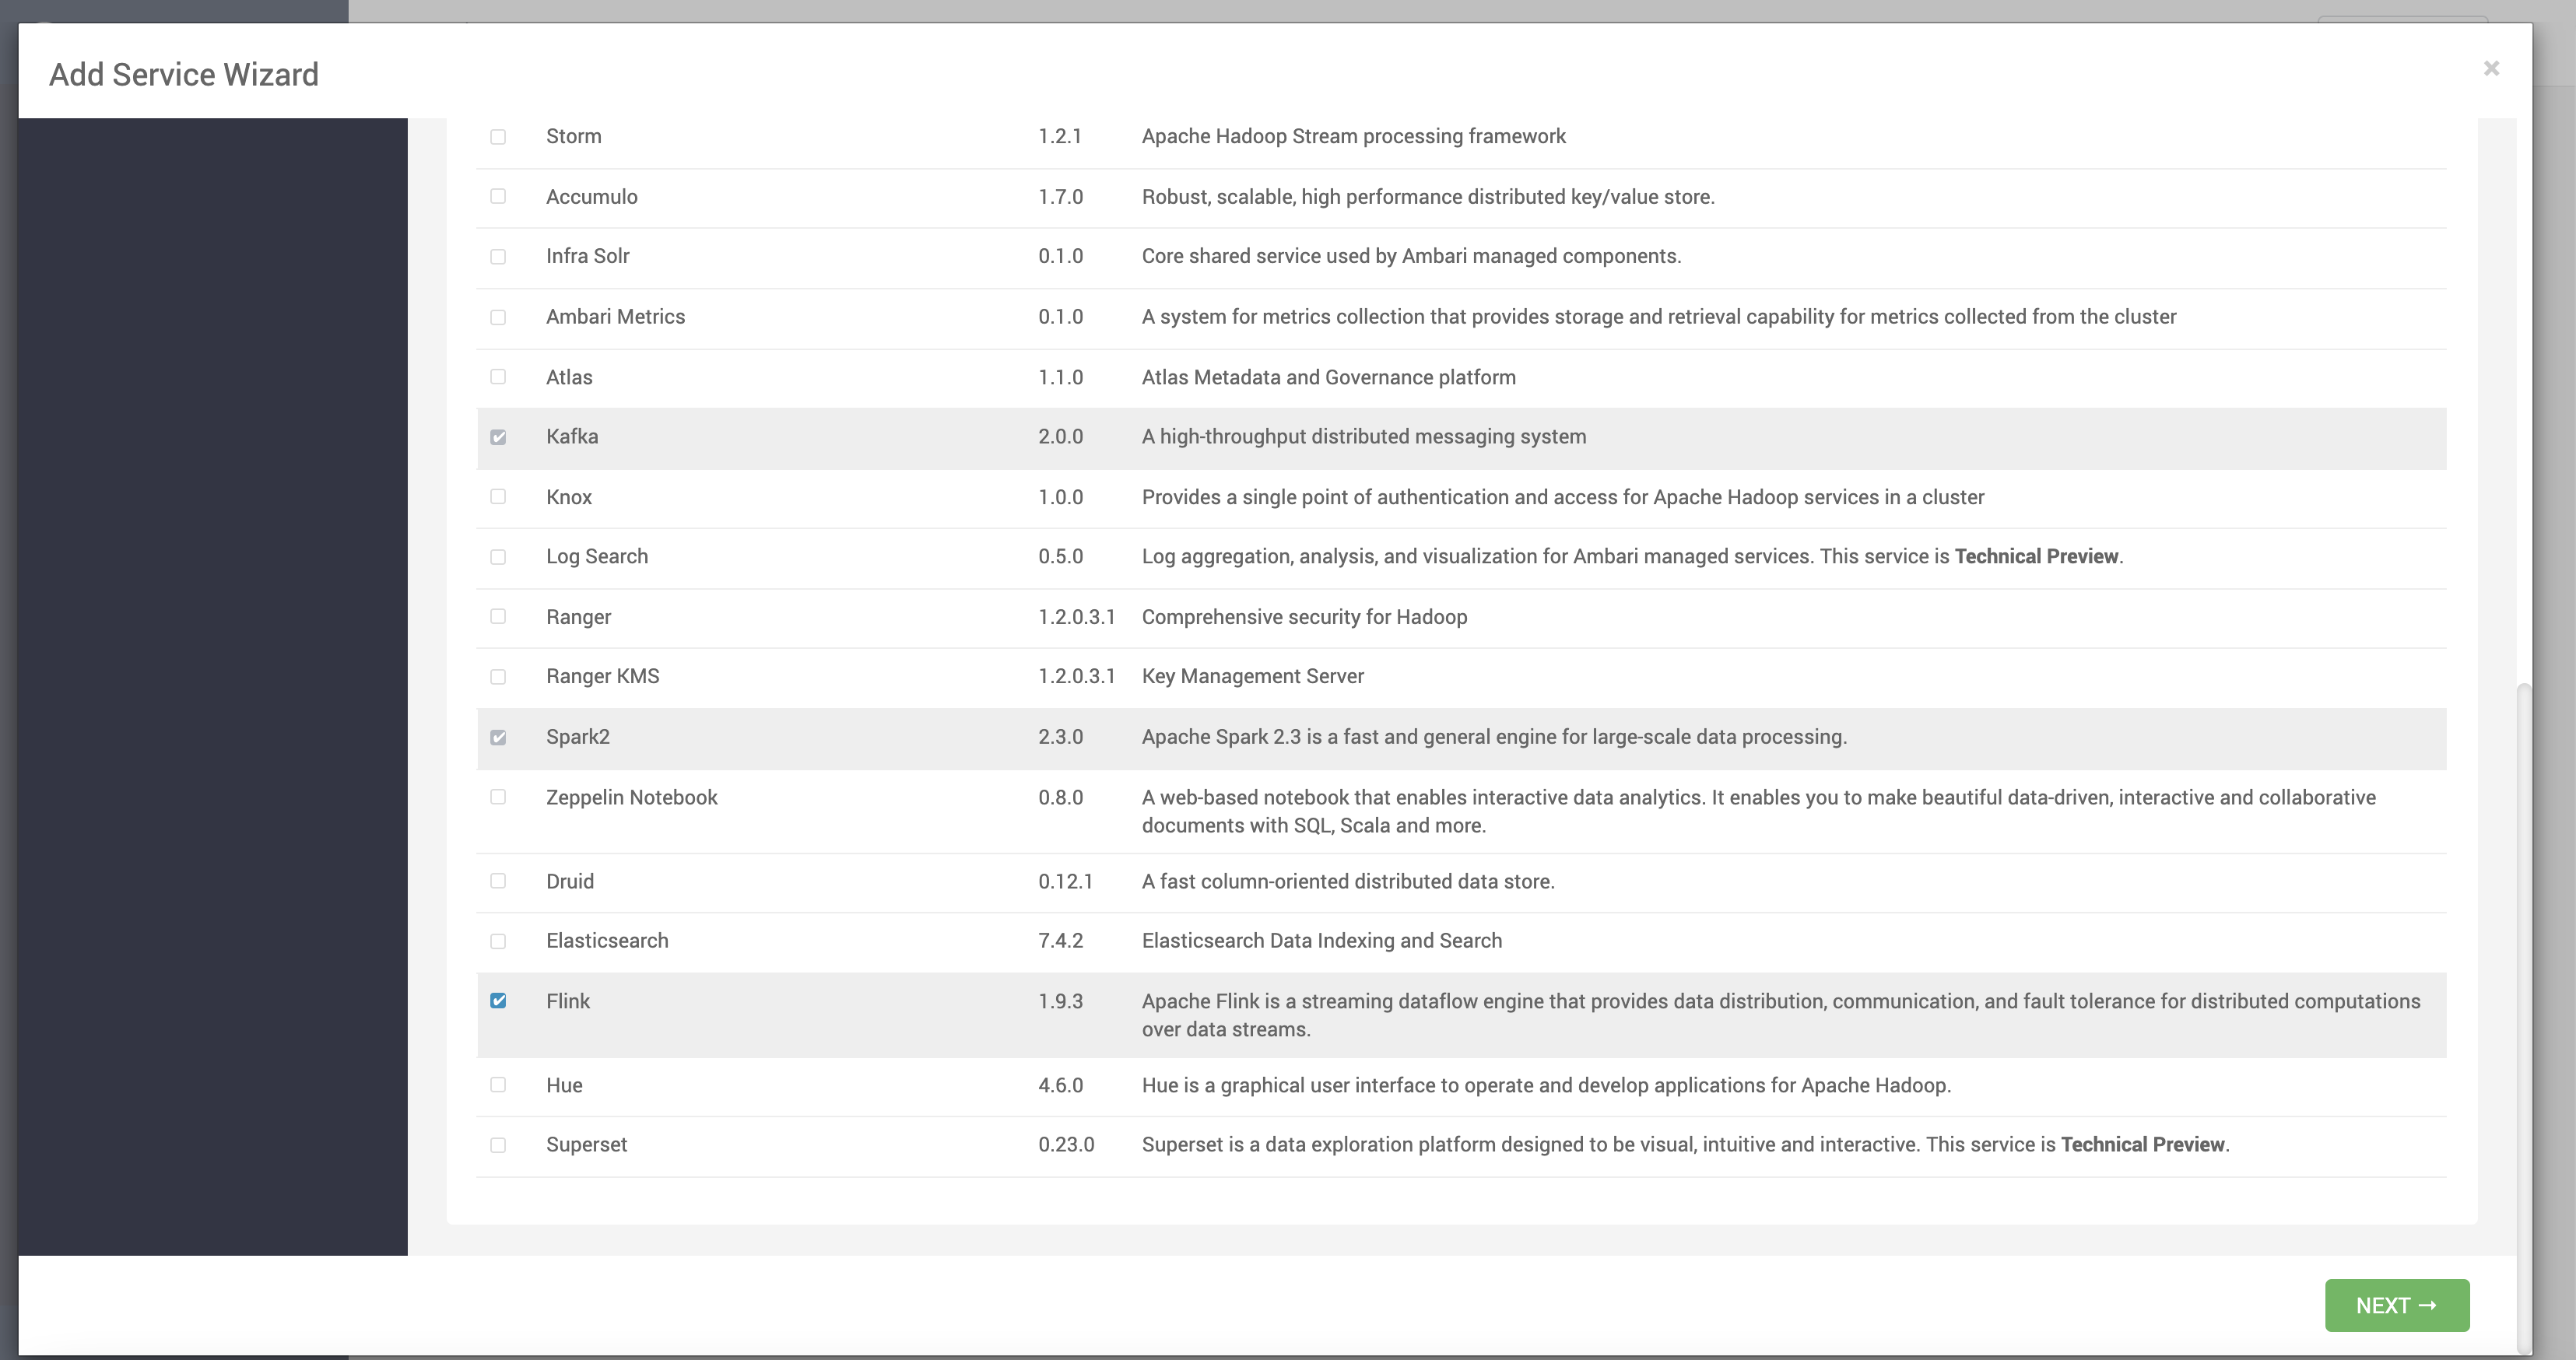 Add Service Wizard
×
Storm 1.2.1 Apache Hadoop Stream processing framework
Accumulo 1.7.0 Robust, scalable, high performance distributed key/value store.
Infra Solr 0.1.0 Core shared service used by Ambari managed components.
Ambari Metrics 0.1.0 A system for metrics collection that provides storage and retrieval capability for metrics collected from the cluster
Atlas 1.1.0 Atlas Metadata and Governance platform
Kafka 2.0.0 A high-throughput distributed messaging system
Knox 1.0.0 Provides a single point of authentication and access for Apache Hadoop services in a cluster
Log Search 0.5.0 Log aggregation, analysis, and visualization for Ambari managed services. This service is Technical Preview.
Ranger 1.2.0.3.1 Comprehensive security for Hadoop
Ranger KMS 1.2.0.3.1 Key Management Server
Spark2 2.3.0 Apache Spark 2.3 is a fast and general engine for large-scale data processing.
Zeppelin Notebook 0.8.0 A web-based notebook that enables interactive data analytics. It enables you to make beautiful data-driven, interactive and collaborative
documents with SQL, Scala and more.
Druid 0.12.1 A fast column-oriented distributed data store.
Elasticsearch 7.4.2 Elasticsearch Data Indexing and Search
Flink 1.9.3 Apache Flink is a streaming dataflow engine that provides data distribution, communication, and fault tolerance for distributed computations
over data streams.
Hue 4.6.0 Hue is a graphical user interface to operate and develop applications for Apache Hadoop.
Superset 0.23.0 Superset is a data exploration platform designed to be visual, intuitive and interactive. This service is Technical Preview.
NEXT →